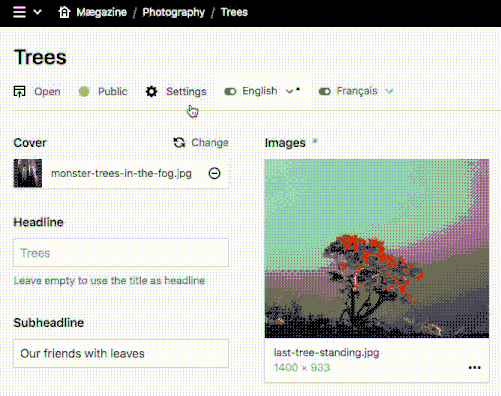 Mægazine / Photography / Trees
Trees
Open Public Settings English Français
Cover Change
monster-trees-in-the-fog.jpg
Headline
Trees
Leave empty to use the title as headline
Subheadline
Our friends with leaves
Images *
last-tree-standing.jpg
1400 × 933